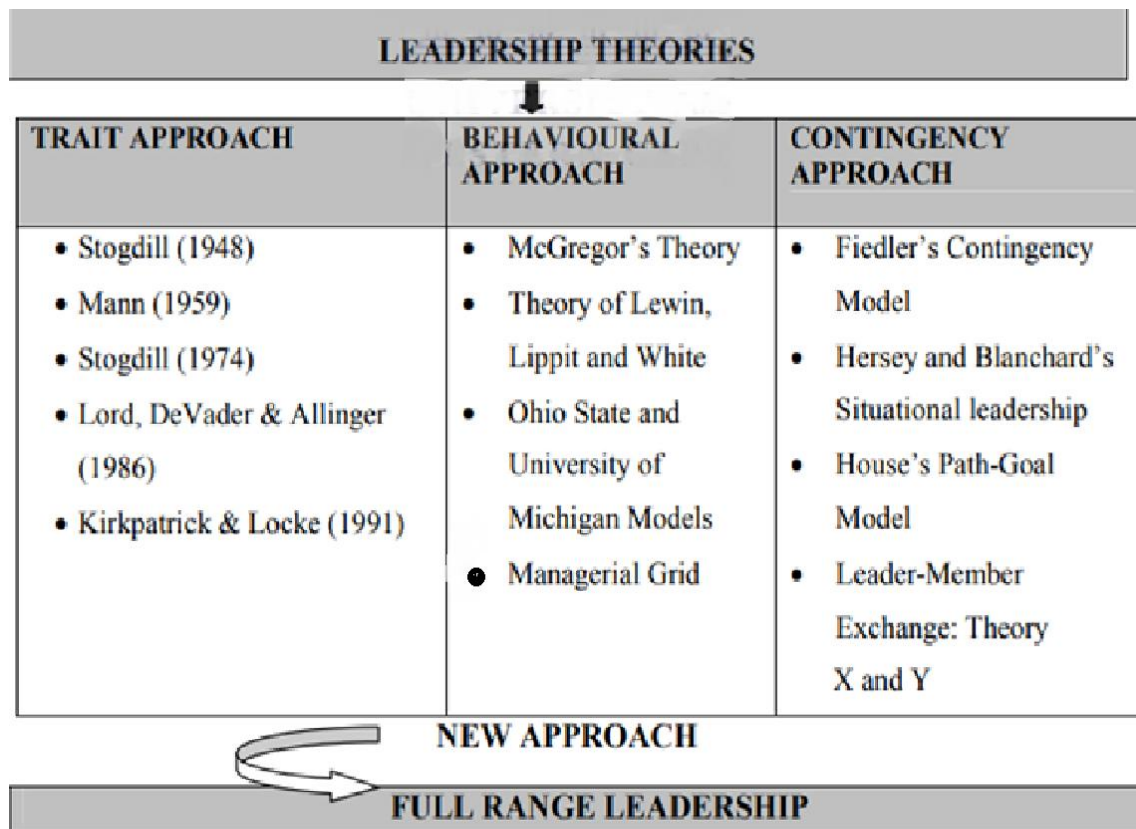 LEADERSHIP THEORIES
TRAIT APPROACH
BEHAVIOURAL
APPROACH
CONTINGENCY
APPROACH
• Stogdill (1948)
• Mann (1959)
• Stogdill (1974)
• Lord, DeVader & Allinger
(1986)
• Kirkpatrick & Locke (1991)
• McGregor's Theory
• Theory of Lewin,
Lippit and White
• Ohio State and
University of
Michigan Models
• Managerial Grid
• Fiedler's Contingency
Model
• Hersey and Blanchard's
Situational leadership
• House's Path-Goal
Model
• Leader-Member
Exchange: Theory
X and Y
NEW APPROACH
FULL RANGE LEADERSHIP